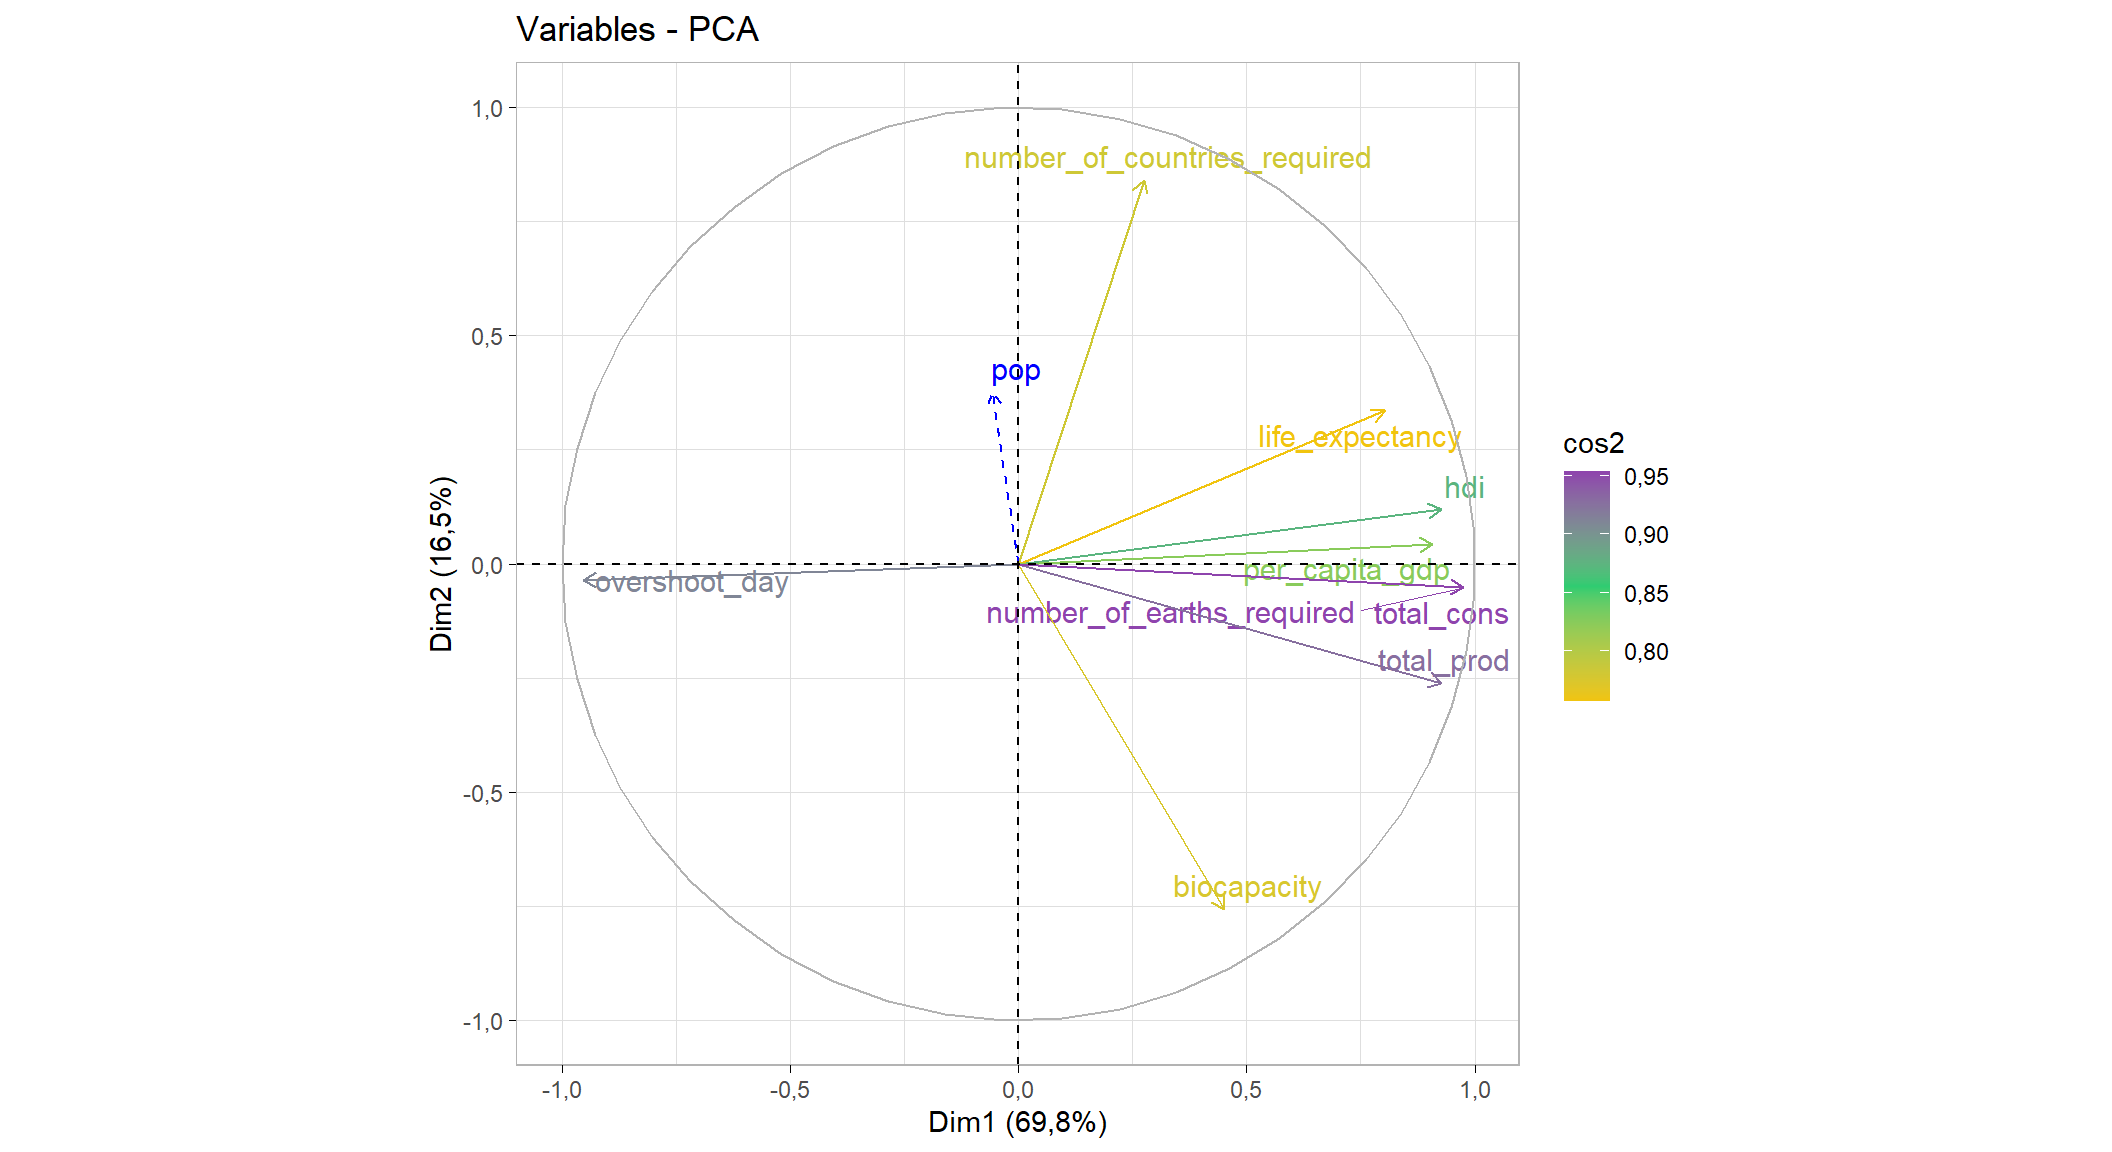 Variables - PCA
1,0
number_of_countries_required
0,5
pop
life_expectancy
cos2
hdi
0,95
0,90
0,0
per_capita_gdp
overshoot_day
0,85
number_of_earths_required
total_cons
total_prod
0,80
Dim2 (16,5%)
-0,5
biocapacity
-1,0
-1,0
-0,5
0,0
0,5
1,0
Dim1 (69,8%)